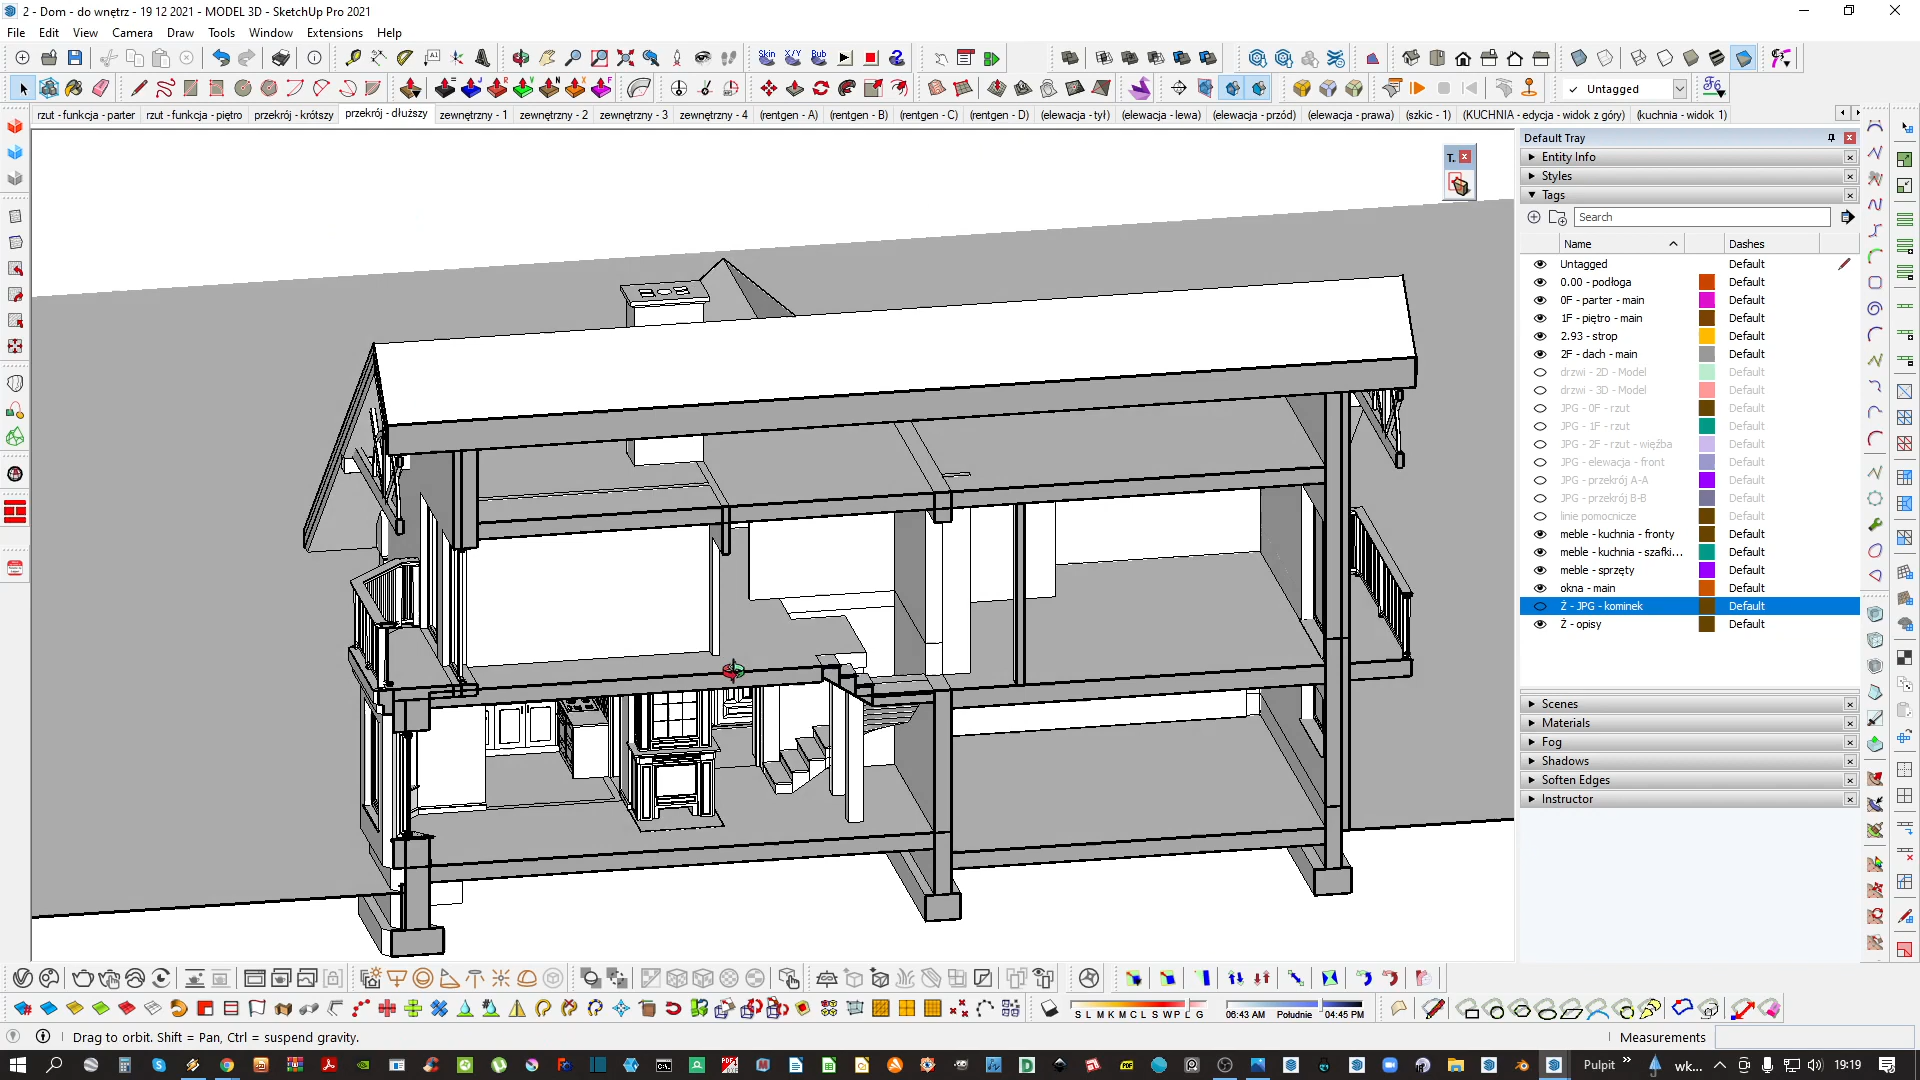 2 - Dom - do wnętrz - 19 12 2021 - MODEL 3D - SketchUp Pro 2021
File Edit View Camera Draw Tools Window Extensions Help
Skin X/Y Bub
Untagged
rzut - funkcja - parter rzut - funkcja - piętro przekrój - krótszy przekrój - dłuższy zewnętrzny - 1 zewnętrzny - 2 zewnętrzny - 3 zewnętrzny - 4 (rentgen - A) (rentgen - B) (rentgen - C) (rentgen - D) (elewacja - tył) (elewacja - lewa) (elewacja - przód) (elewacja - prawa) (szkic - 1) (KUCHNIA - edycja - widok z góry) (kuchnia - widok 1)
T.
Default Tray
Entity Info
Styles
Tags
Search
Name Dashes
Untagged Default
0.00 - podłoga Default
0F - parter - main Default
1F - piętro - main Default
2.93 - strop Default
2F - dach - main Default
drzwi - 2D - Model Default
drzwi - 3D - Model Default
JPG - 0F - rzut Default
JPG - 1F - rzut Default
JPG - 2F - rzut - więźba Default
JPG - elewacja - front Default
JPG - przekrój A-A Default
JPG - przekrój B-B Default
linie pomocnicze Default
meble - kuchnia - fronty Default
meble - kuchnia - szafki... Default
meble - sprzęty Default
okna - main Default
Ż - JPG - kominek Default
Ż - opisy Default
Scenes
Materials
Fog
Shadows
Soften Edges
Instructor
S L M K M C L S W P L G
06:43 AM Południe 04:45 PM
Drag to orbit. Shift = Pan, Ctrl = suspend gravity.
Measurements
Pulpit
wk...
19:19